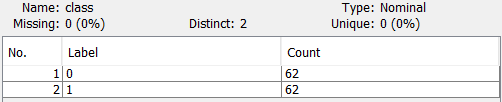 Name: class Type: Nominal
Missing: 0 (0%) Distinct: 2 Unique: 0 (0%)
No. Label Count
1 0 62
2 1 62